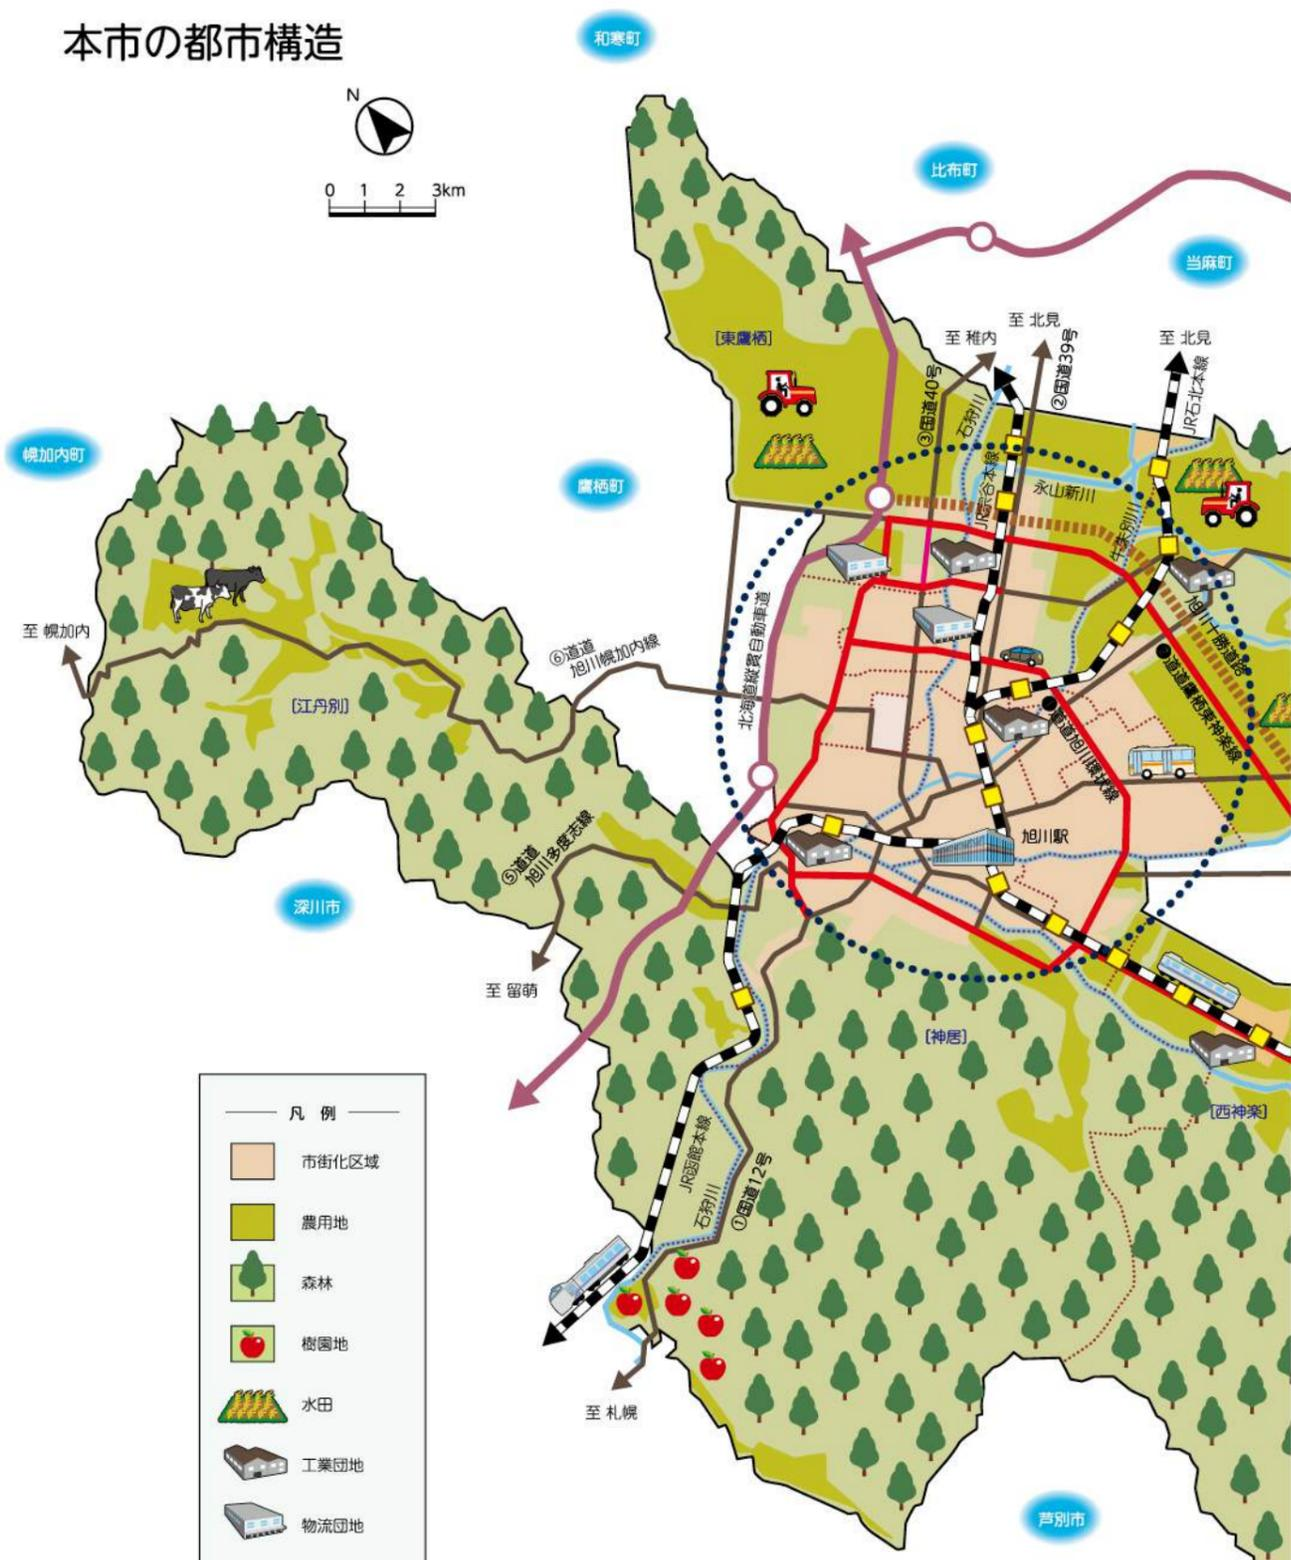 本市の都市構造
和寒町
N
0 1 2 3km
比布町
当麻町
[東鷹栖]
至 稚内
至 北見
至 北見
③国道40号
石狩川
②国道39号
JR石北本線
幌加内町
鷹栖町
JR宗谷本線
永山新川
牛朱別川
至 幌加内
⑥道道
旭川幌加内線
北海道縦貫自動車道
旭川十勝道路
道道鷹栖東神楽線
道道旭川環状線
[江丹別]
⑤道道
旭川多度志線
旭川駅
深川市
至 留萌
[神居]
[西神楽]
JR函館本線
石狩川
①国道12号
至 札幌
芦別市
凡 例
市街化区域
農用地
森林
樹園地
水田
工業団地
物流団地